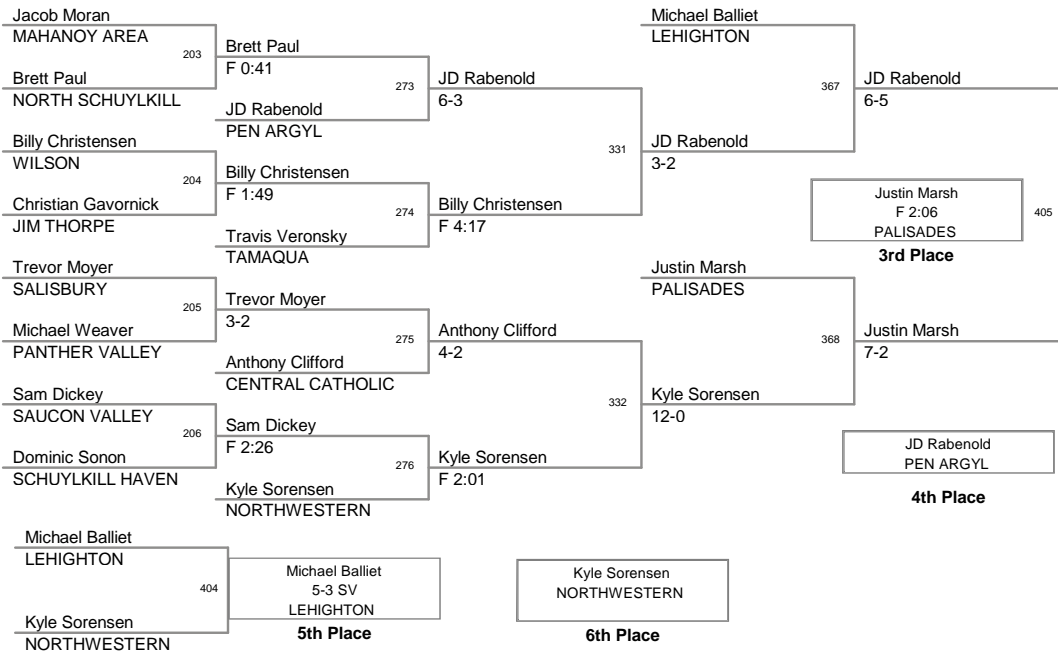 Jacob Moran
MAHANOY AREA
203
Brett Paul
NORTH SCHUYLKILL
Billy Christensen
WILSON
204
Christian Gavornick
JIM THORPE
Trevor Moyer
SALISBURY
205
Michael Weaver
PANTHER VALLEY
Sam Dickey
SAUCON VALLEY
206
Dominic Sonon
SCHUYLKILL HAVEN
Brett Paul
F 0:41
273
JD Rabenold
PEN ARGYL
Billy Christensen
F 1:49
274
Travis Veronsky
TAMAQUA
Trevor Moyer
3-2
275
Anthony Clifford
CENTRAL CATHOLIC
Sam Dickey
F 2:26
276
Kyle Sorensen
NORTHWESTERN
JD Rabenold
6-3
331
Billy Christensen
F 4:17
Anthony Clifford
4-2
332
Kyle Sorensen
F 2:01
Michael Balliet
LEHIGHTON
367
JD Rabenold
3-2
Justin Marsh
PALISADES
368
Kyle Sorensen
12-0
JD Rabenold
6-5
Justin Marsh
F 2:06
PALISADES
405
3rd Place
Justin Marsh
7-2
JD Rabenold
PEN ARGYL
4th Place
Michael Balliet
LEHIGHTON
404
Kyle Sorensen
NORTHWESTERN
Michael Balliet
5-3 SV
LEHIGHTON
5th Place
Kyle Sorensen
NORTHWESTERN
6th Place